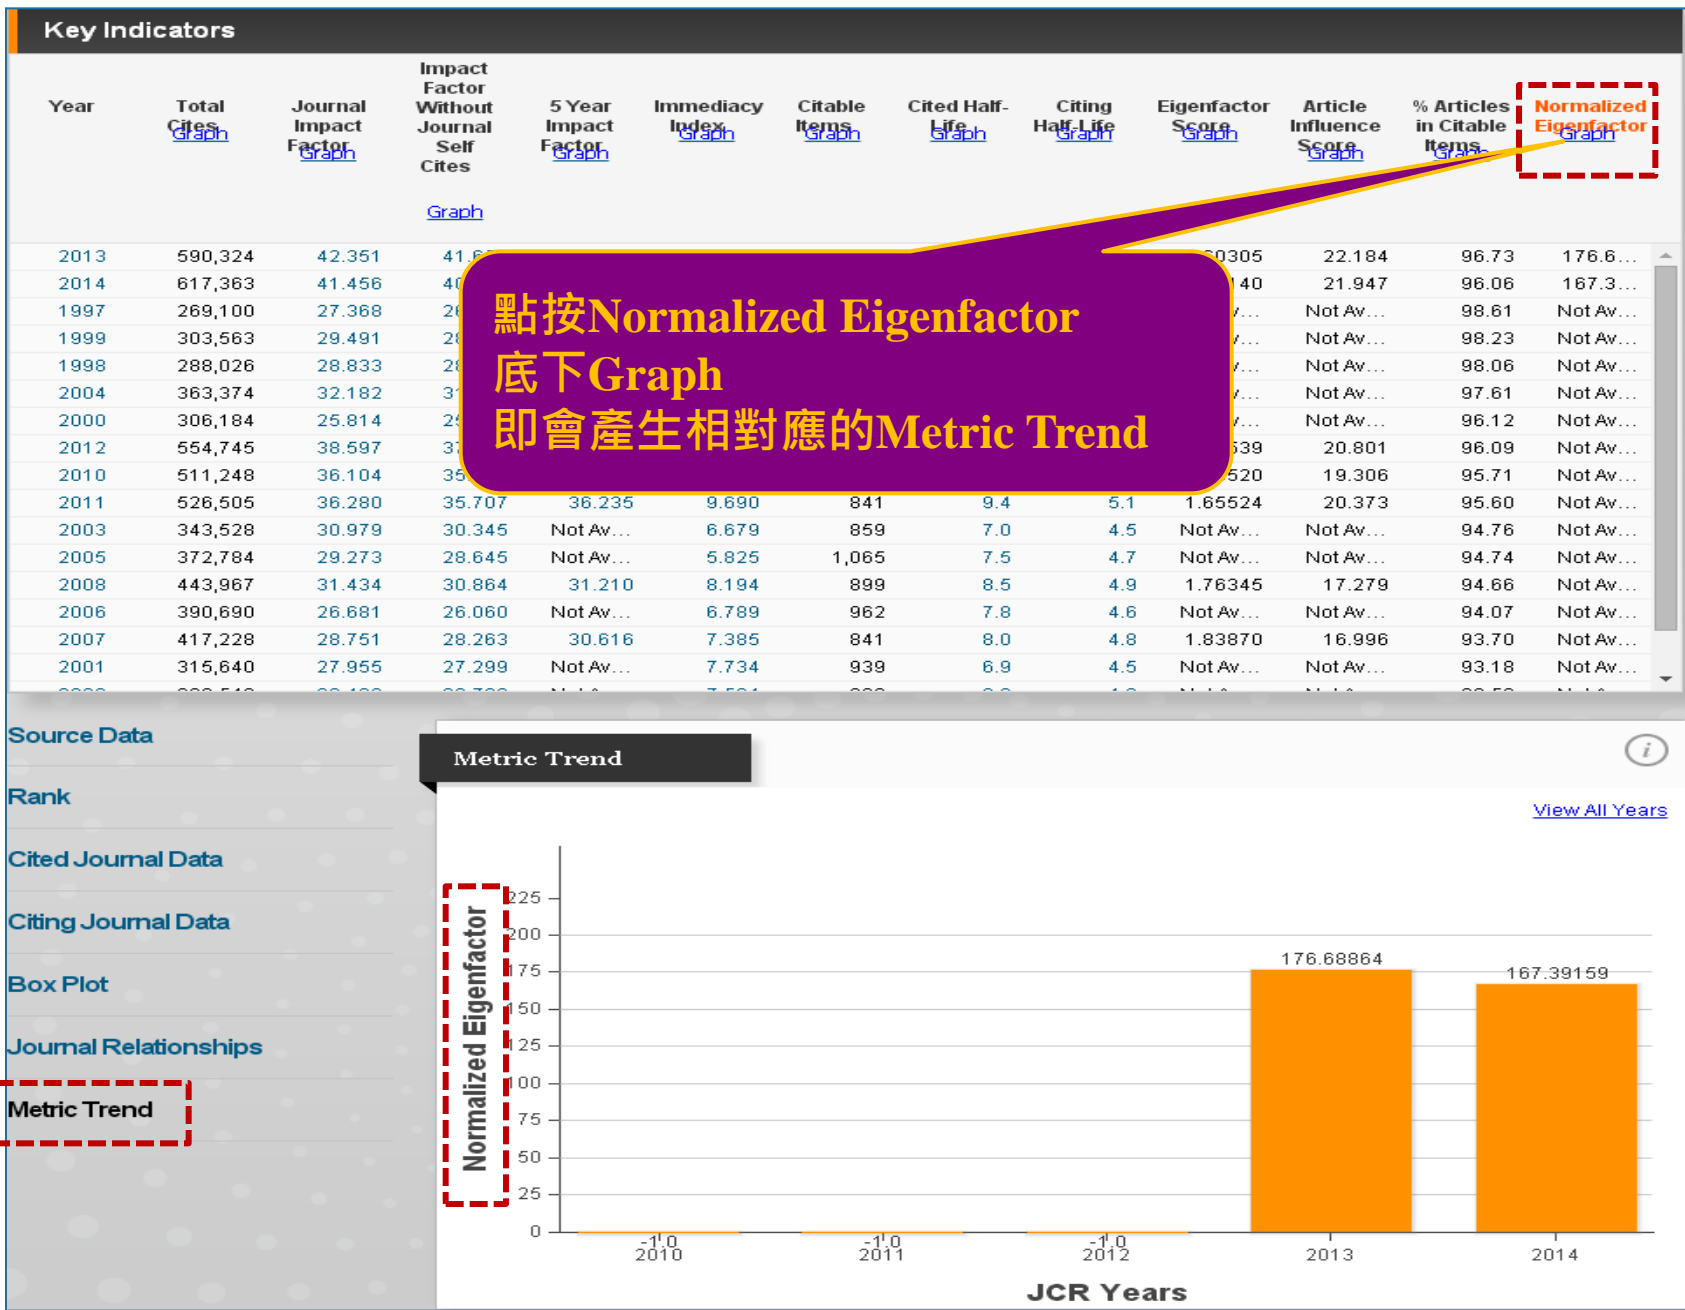 Key Indicators
Year Total Cites Graph Journal Impact Factor Graph Impact Factor Without Journal Self Cites Graph 5 Year Impact Factor Graph Immediacy Index Graph Citable Items Graph Cited Half-Life Graph Citing Half-Life Graph Eigenfactor Score Graph Article Influence Score Graph % Articles in Citable Items Graph Normalized Eigenfactor Graph
2013 590,324 42.351 22.184 96.73 176.6...
2014 617,363 41.456 21.947 96.06 167.3...
1997 269,100 27.368 Not Av... 98.61 Not Av...
1999 303,563 29.491 Not Av... 98.23 Not Av...
1998 288,026 28.833 Not Av... 98.06 Not Av...
2004 363,374 32.182 Not Av... 97.61 Not Av...
2000 306,184 25.814 Not Av... 96.12 Not Av...
2012 554,745 38.597 20.801 96.09 Not Av...
2010 511,248 36.104 19.306 95.71 Not Av...
2011 526,505 36.280 35.707 36.235 9.690 841 9.4 5.1 1.65524 20.373 95.60 Not Av...
2003 343,528 30.979 30.345 Not Av... 6.679 859 7.0 4.5 Not Av... Not Av... 94.76 Not Av...
2005 372,784 29.273 28.645 Not Av... 5.825 1,065 7.5 4.7 Not Av... Not Av... 94.74 Not Av...
2008 443,967 31.434 30.864 31.210 8.194 899 8.5 4.9 1.76345 17.279 94.66 Not Av...
2006 390,690 26.681 26.060 Not Av... 6.789 962 7.8 4.6 Not Av... Not Av... 94.07 Not Av...
2007 417,228 28.751 28.263 30.616 7.385 841 8.0 4.8 1.83870 16.996 93.70 Not Av...
2001 315,640 27.955 27.299 Not Av... 7.734 939 6.9 4.5 Not Av... Not Av... 93.18 Not Av...
點按Normalized Eigenfactor
底下Graph
即會產生相對應的Metric Trend
Source Data
Rank
Cited Journal Data
Citing Journal Data
Box Plot
Journal Relationships
Metric Trend
Metric Trend
i
View All Years
Normalized Eigenfactor
225
200
175
150
125
100
75
50
25
0
176.68864
167.39159
-1.0 -1.0 -1.0
2010 2011 2012 2013 2014
JCR Years